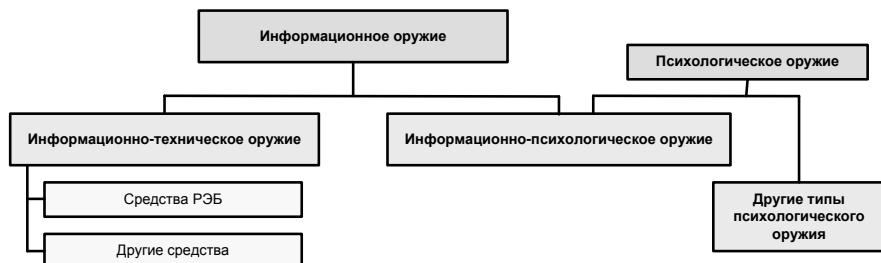 Информационное оружие
Психологическое оружие
Информационно-техническое оружие
Информационно-психологическое оружие
Средства РЭБ
Другие типы
психологического
оружия
Другие средства